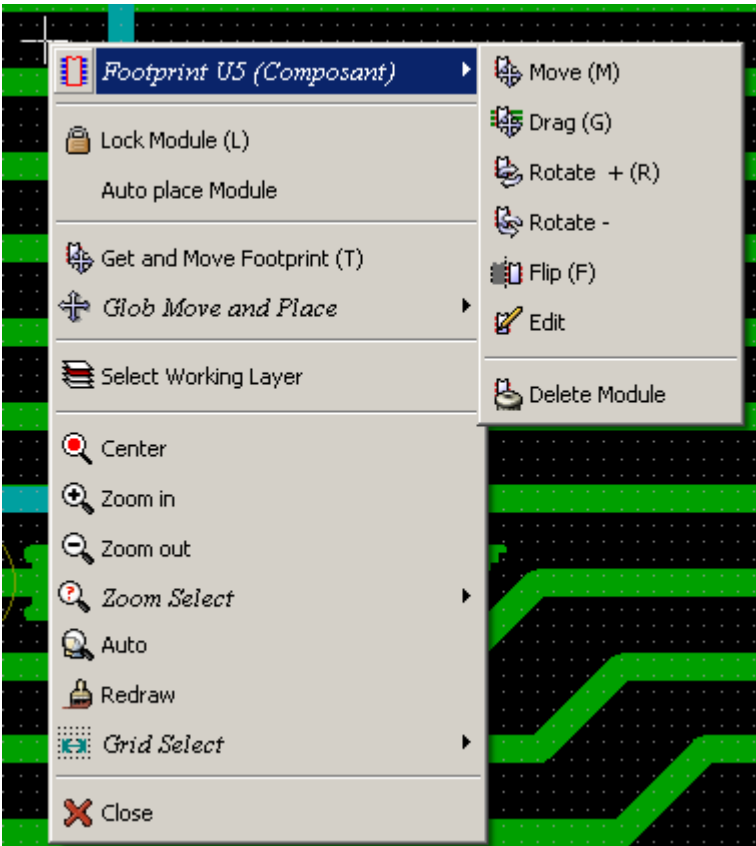 Footprint U5 (Composant)
Lock Module (L)
Auto place Module
Get and Move Footprint (T)
Glob Move and Place
Select Working Layer
Center
Zoom in
Zoom out
Zoom Select
Auto
Redraw
Grid Select
Close
Move (M)
Drag (G)
Rotate + (R)
Rotate -
Flip (F)
Edit
Delete Module